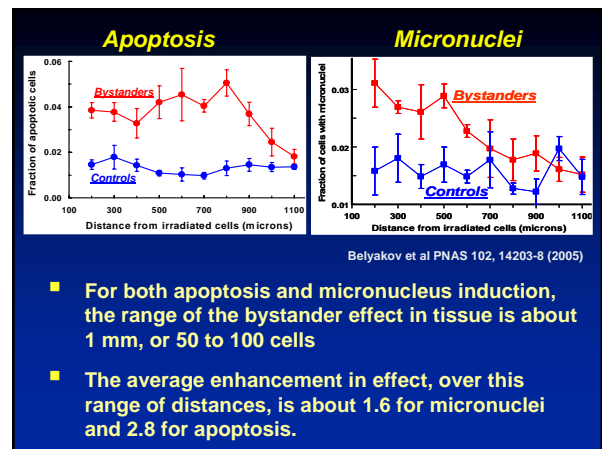 Apoptosis
Micronuclei
0.06
0.04
0.02
0.00
Fraction of apoptotic cells
Bystanders
Controls
100 300 500 700 900 1100
Distance from irradiated cells (microns)
0.03
0.02
0.01
Fraction of cells with micronuclei
Bystanders
Controls
100 300 500 700 900 1100
Distance from irradiated cells (microns)
Belyakov et al PNAS 102, 14203-8 (2005)
For both apoptosis and micronucleus induction,
the range of the bystander effect in tissue is about
1 mm, or 50 to 100 cells
The average enhancement in effect, over this
range of distances, is about 1.6 for micronuclei
and 2.8 for apoptosis.